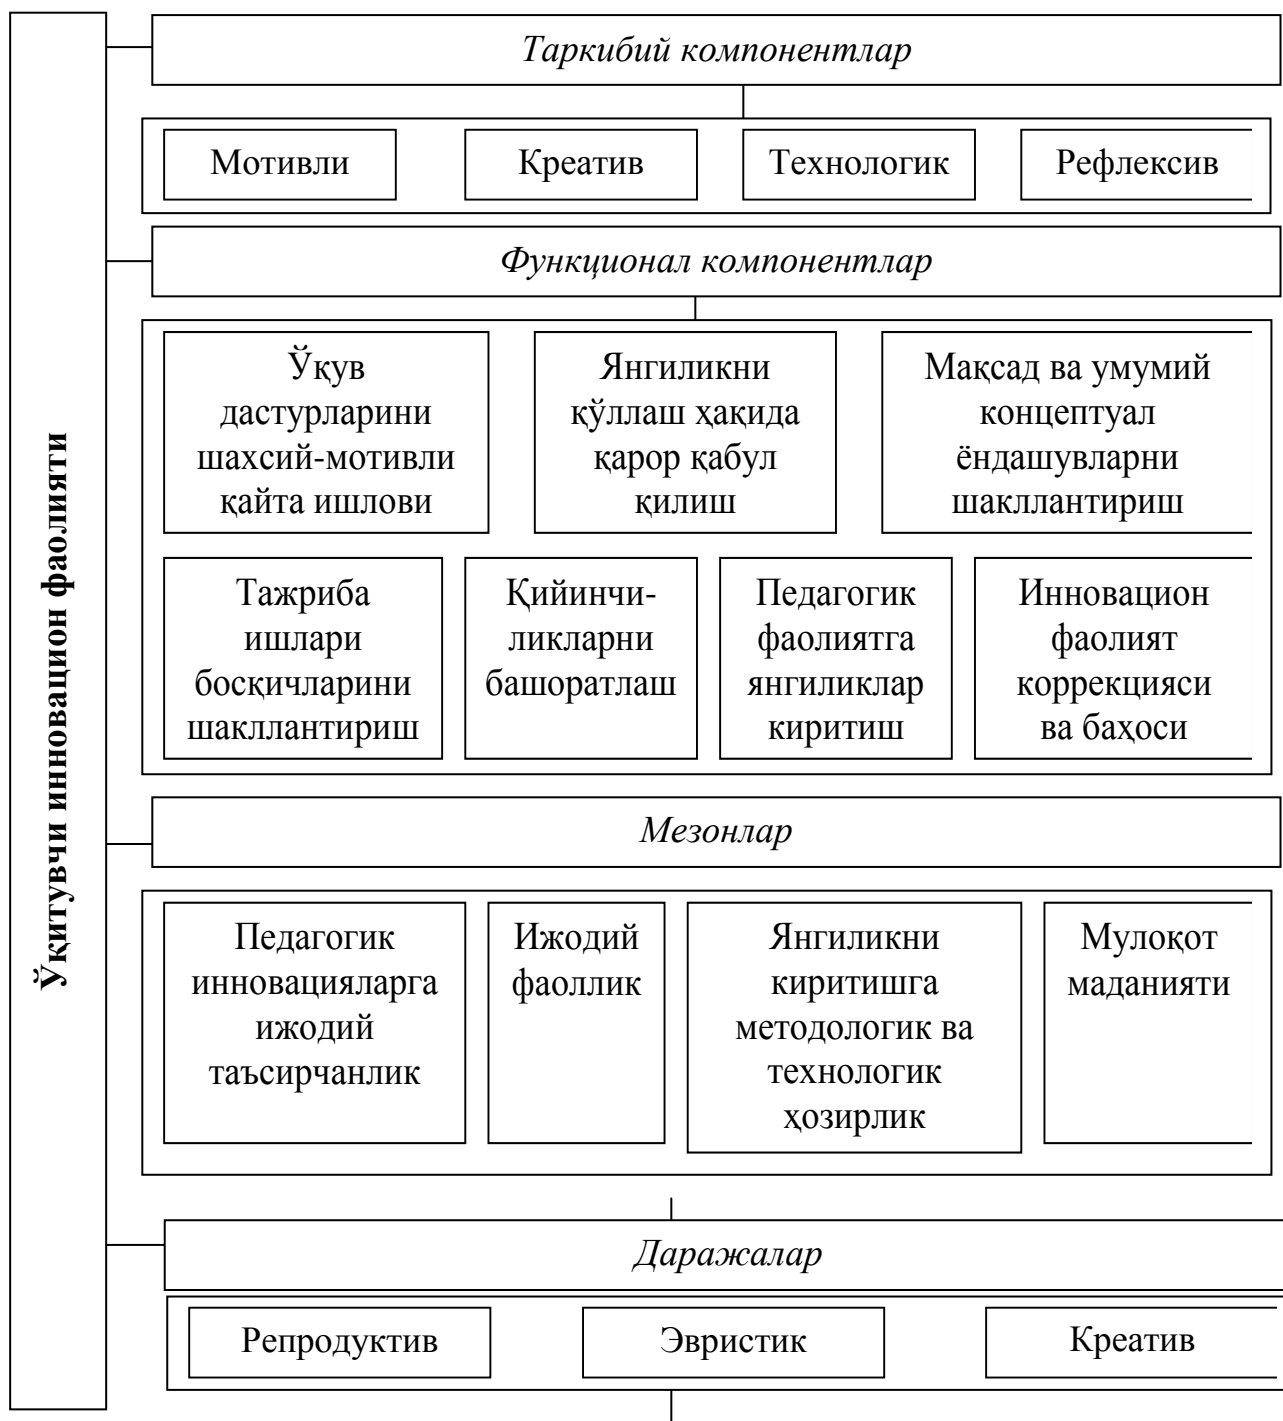 Ўқитувчи инновацион фаолияти
Таркибий компонентлар
Мотивли
Креатив
Технологик
Рефлексив
Функционал компонентлар
Ўқув
дастурларини
шахсий-мотивли
қайта ишлови
Янгиликни
қўллаш ҳақида
қарор қабул
қилиш
Мақсад ва умумий
концептуал
ёндашувларни
шакллантириш
Тажриба
ишлари
босқичларини
шакллантириш
Қийинчи-
ликларни
башоратлаш
Педагогик
фаолиятга
янгиликлар
киритиш
Инновацион
фаолият
коррекцияси
ва баҳоси
Мезонлар
Педагогик
инновацияларга
ижодий
таъсирчанлик
Ижодий
фаоллик
Янгиликни
киритишга
методологик ва
технологик
ҳозирлик
Мулоқот
маданияти
Даражалар
Репродуктив
Эвристик
Креатив